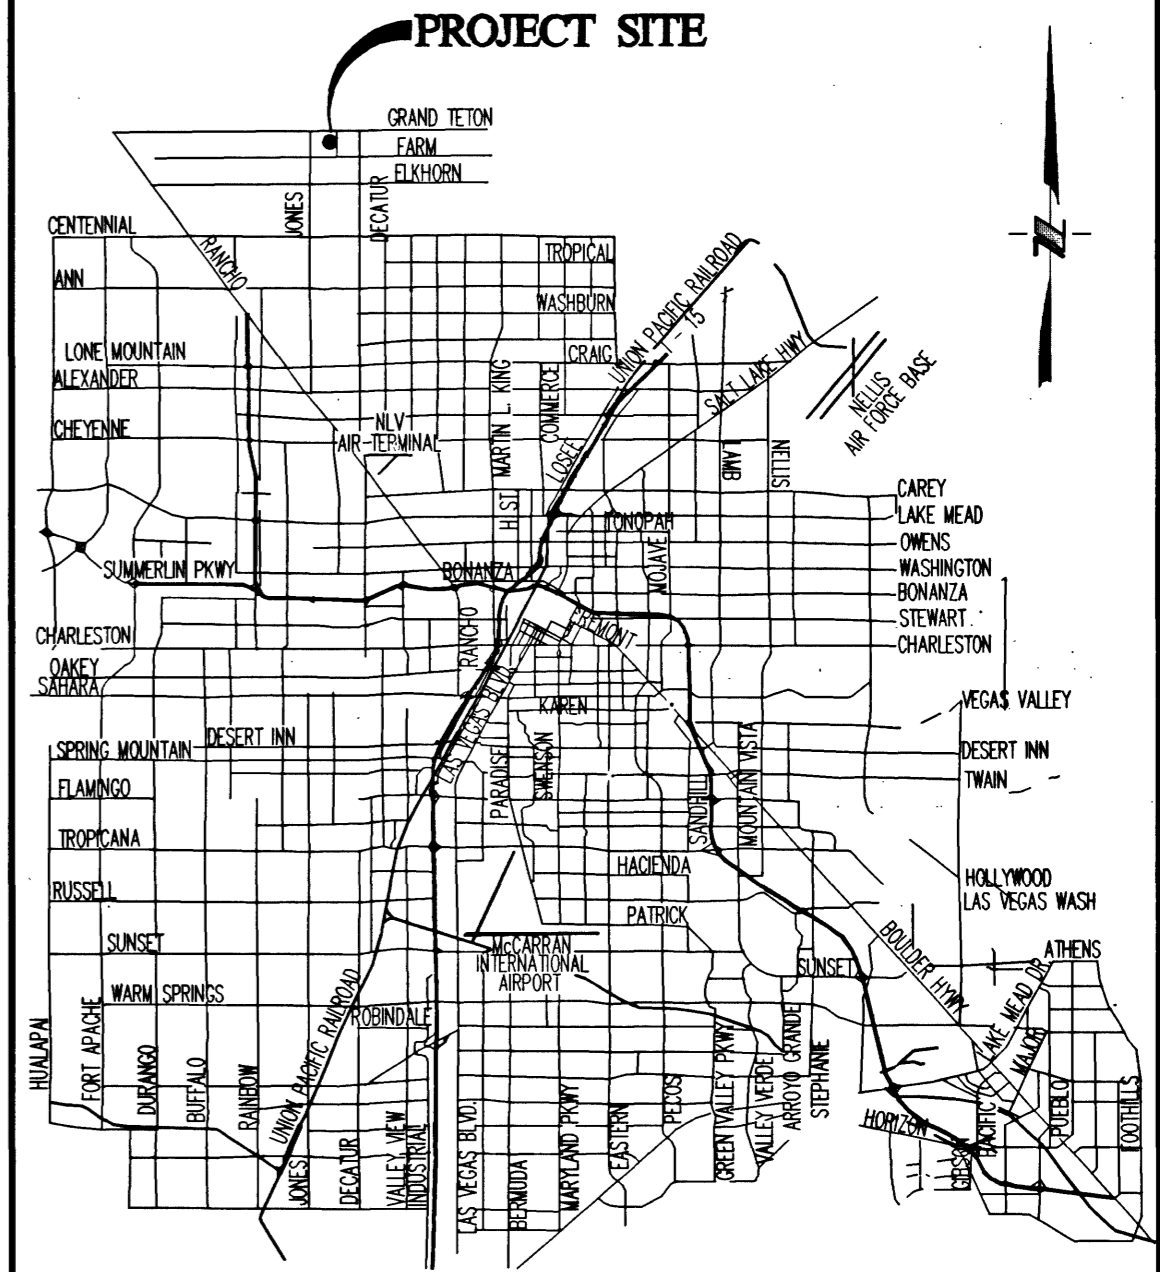 PROJECT SITE
GRAND TETON
FARM
ELKHORN
JONES
DECATUR
CENTENNIAL
RANCHO
TROPICAL
ANN
WASHBURN
UNION PACIFIC RAILROAD
I - 15
LONE MOUNTAIN
CRAIG
SALT LAKE HWY
ALEXANDER
MARTIN L. KING
COMMERCE
NELLIS
AIR FORCE BASE
CHEYENNE
NLV
AIR-TERMINAL
LOSEE
LAMB
NELLIS
H ST
TONOPAH
MOJAVE
CAREY
LAKE MEAD
OWENS
WASHINGTON
BONANZA
STEWART
CHARLESTON
SUMMERLIN PKWY
BONANZA
FREMONT
CHARLESTON
RANCHO
OAKEY
SAHARA
LAS VEGAS BLVD.
KAREN
VEGAS VALLEY
DESERT INN
SPRING MOUNTAIN
PARADISE
SWENSON
SANDHILL
MOUNTAIN VISTA
DESERT INN
TWAIN
FLAMINGO
TROPICANA
HACIENDA
HOLLYWOOD
LAS VEGAS WASH
RUSSELL
PATRICK
BOULDER HYWY
SUNSET
McCARRAN
INTERNATIONAL
AIRPORT
SUNSET
ATHENS
LAKE MEAD DR
MAJOR
WARM SPRINGS
ROBINDALE
UNION PACIFIC RAILROAD
HUALAPAI
FORT APACHE
DURANGO
BUFFALO
RAINBOW
JONES
DECATUR
VALLEY VIEW
INDUSTRIAL
LAS VEGAS BLVD.
BERMUDA
MARYLAND PKWY
EASTERN
PECOS
GREEN VALLEY PKWY
VALLEY VERDE
ARROYO GRANDE
STEPHANIE
HORIZON
GIBSON
PUEBLO
FOOTHILLS